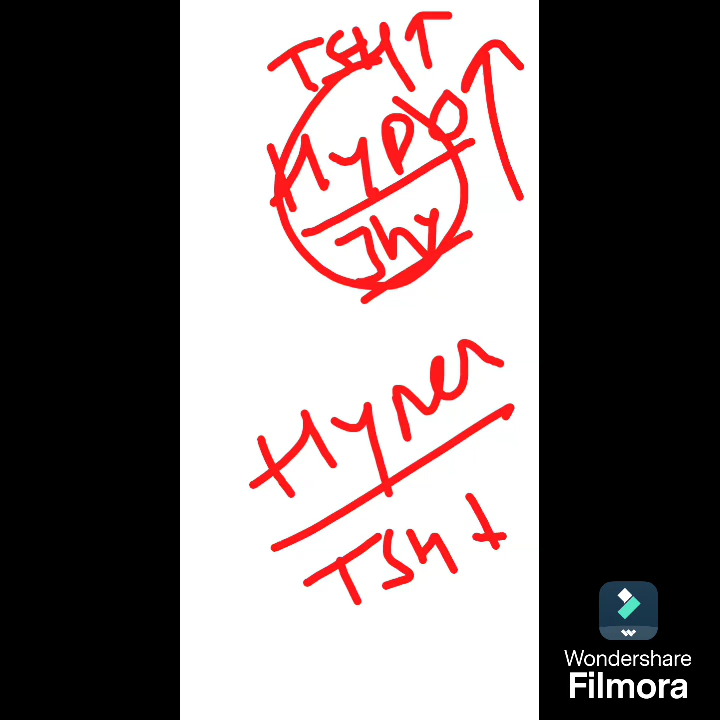 TSH ↑
Hypo ↑
Thy
Hyper
TSH ↓
Wondershare
Filmora